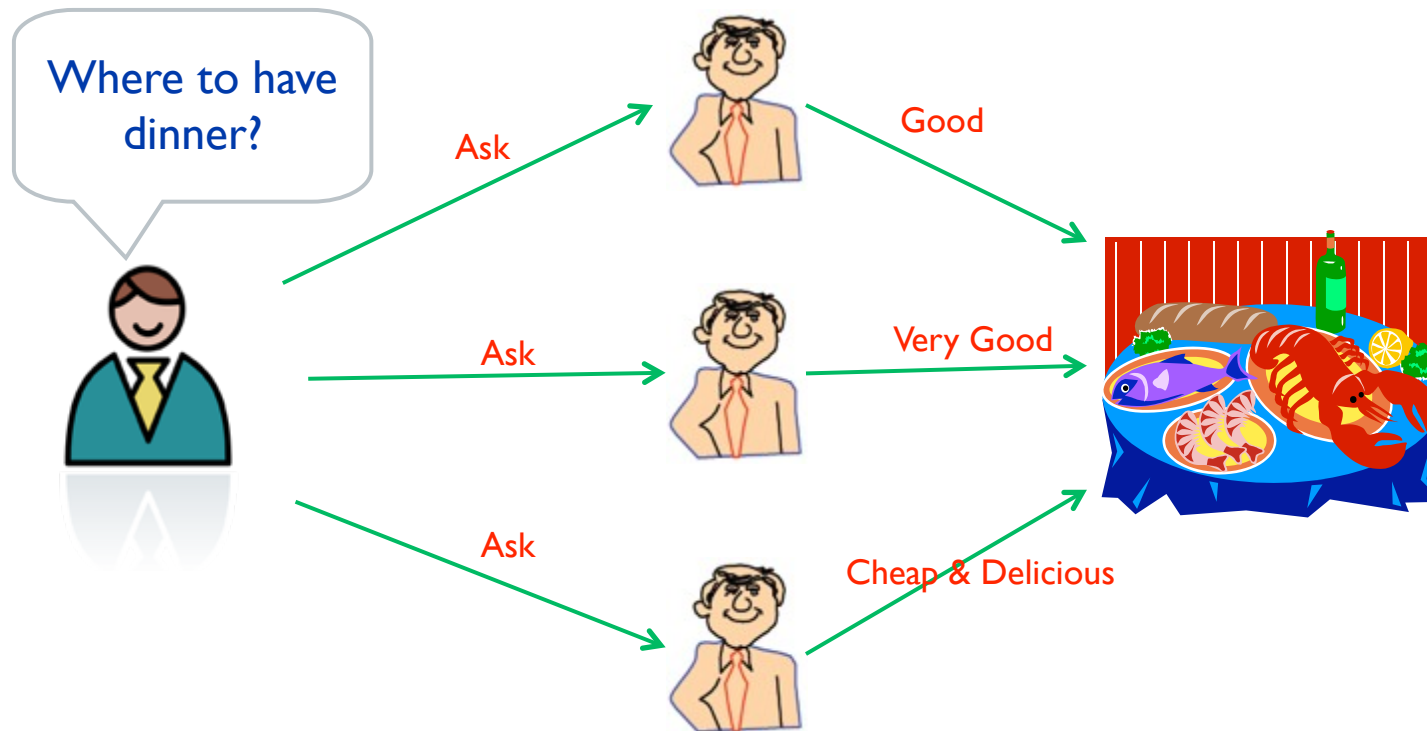 Where to have
dinner?
Ask
Good
Ask
Very Good
Ask
Cheap & Delicious